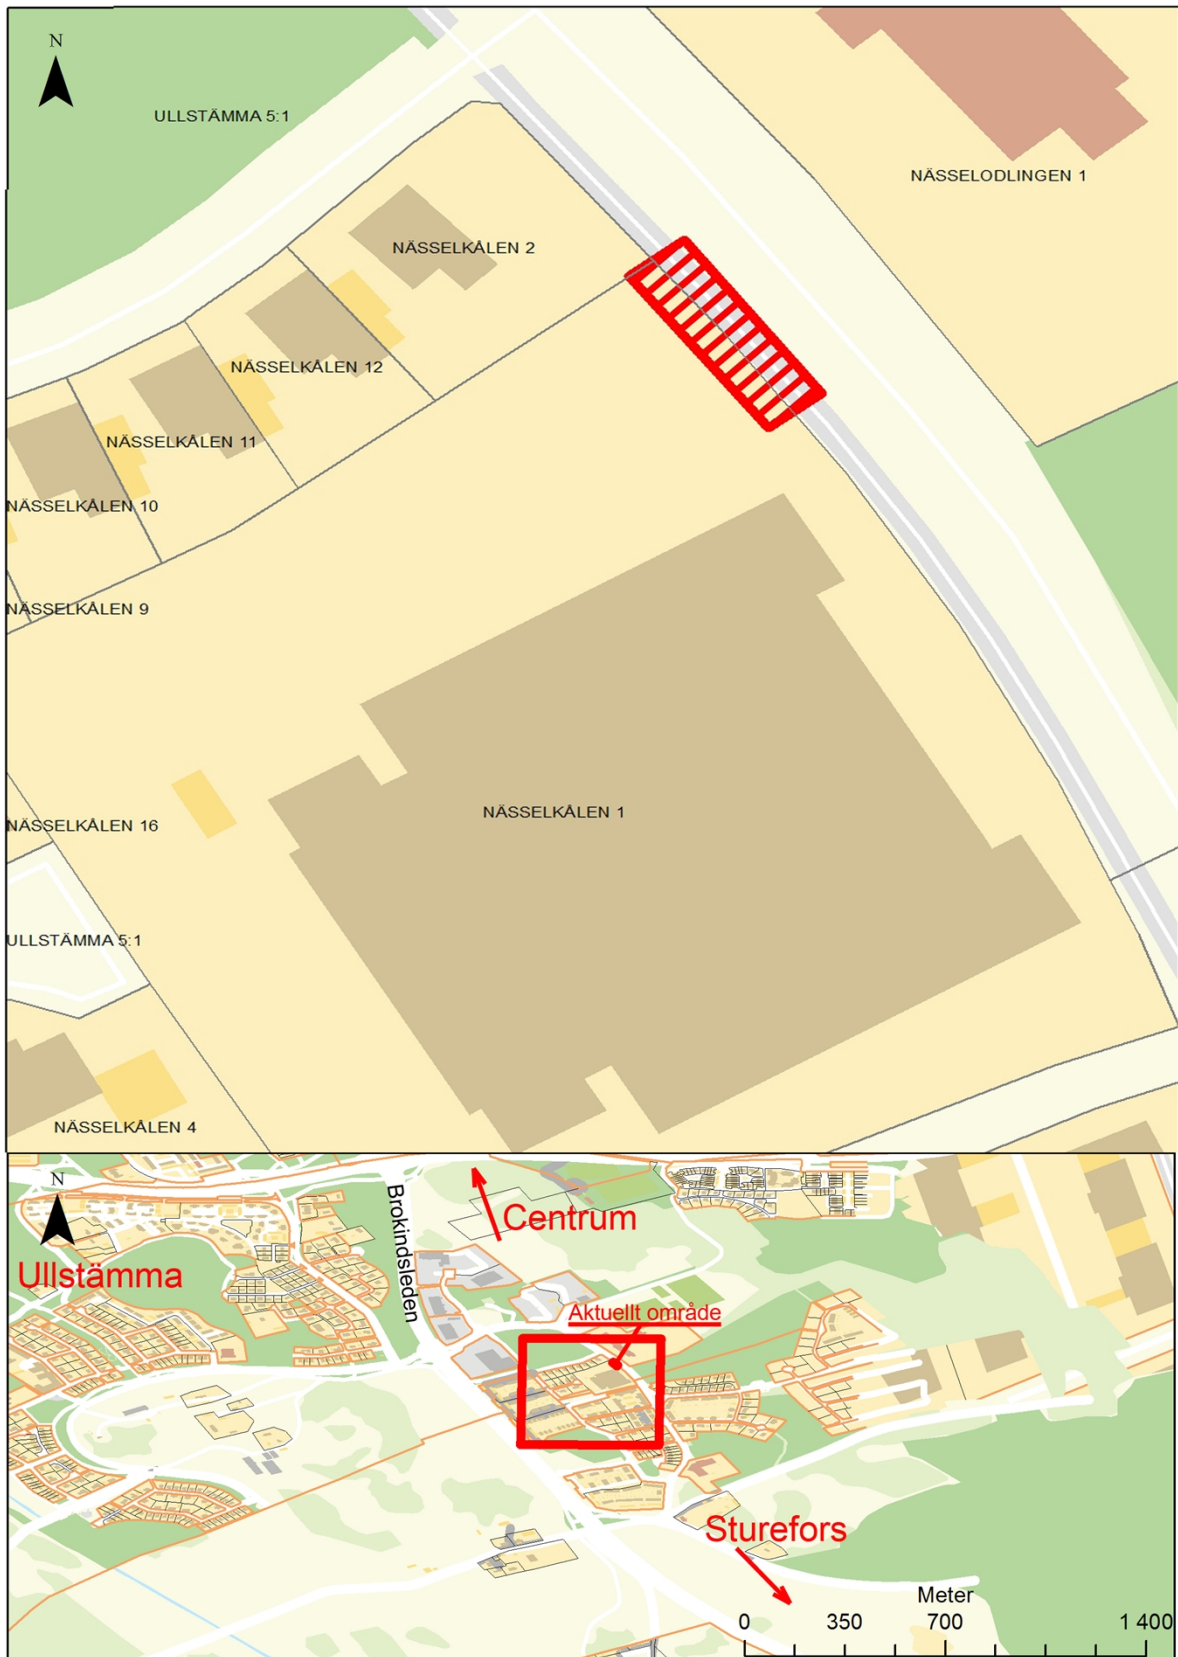 N
ULLSTÄMMA 5:1
NÄSSELODLINGEN 1
NÄSSELKÅLEN 2
NÄSSELKÅLEN 12
NÄSSELKÅLEN 11
NÄSSELKÅLEN 10
NÄSSELKÅLEN 9
NÄSSELKÅLEN 1
NÄSSELKÅLEN 16
ULLSTÄMMA 5:1
NÄSSELKÅLEN 4
N
Brokindsleden
Centrum
Ullstämma
Aktuellt område
Sturefors
Meter
0 350 700 1 400